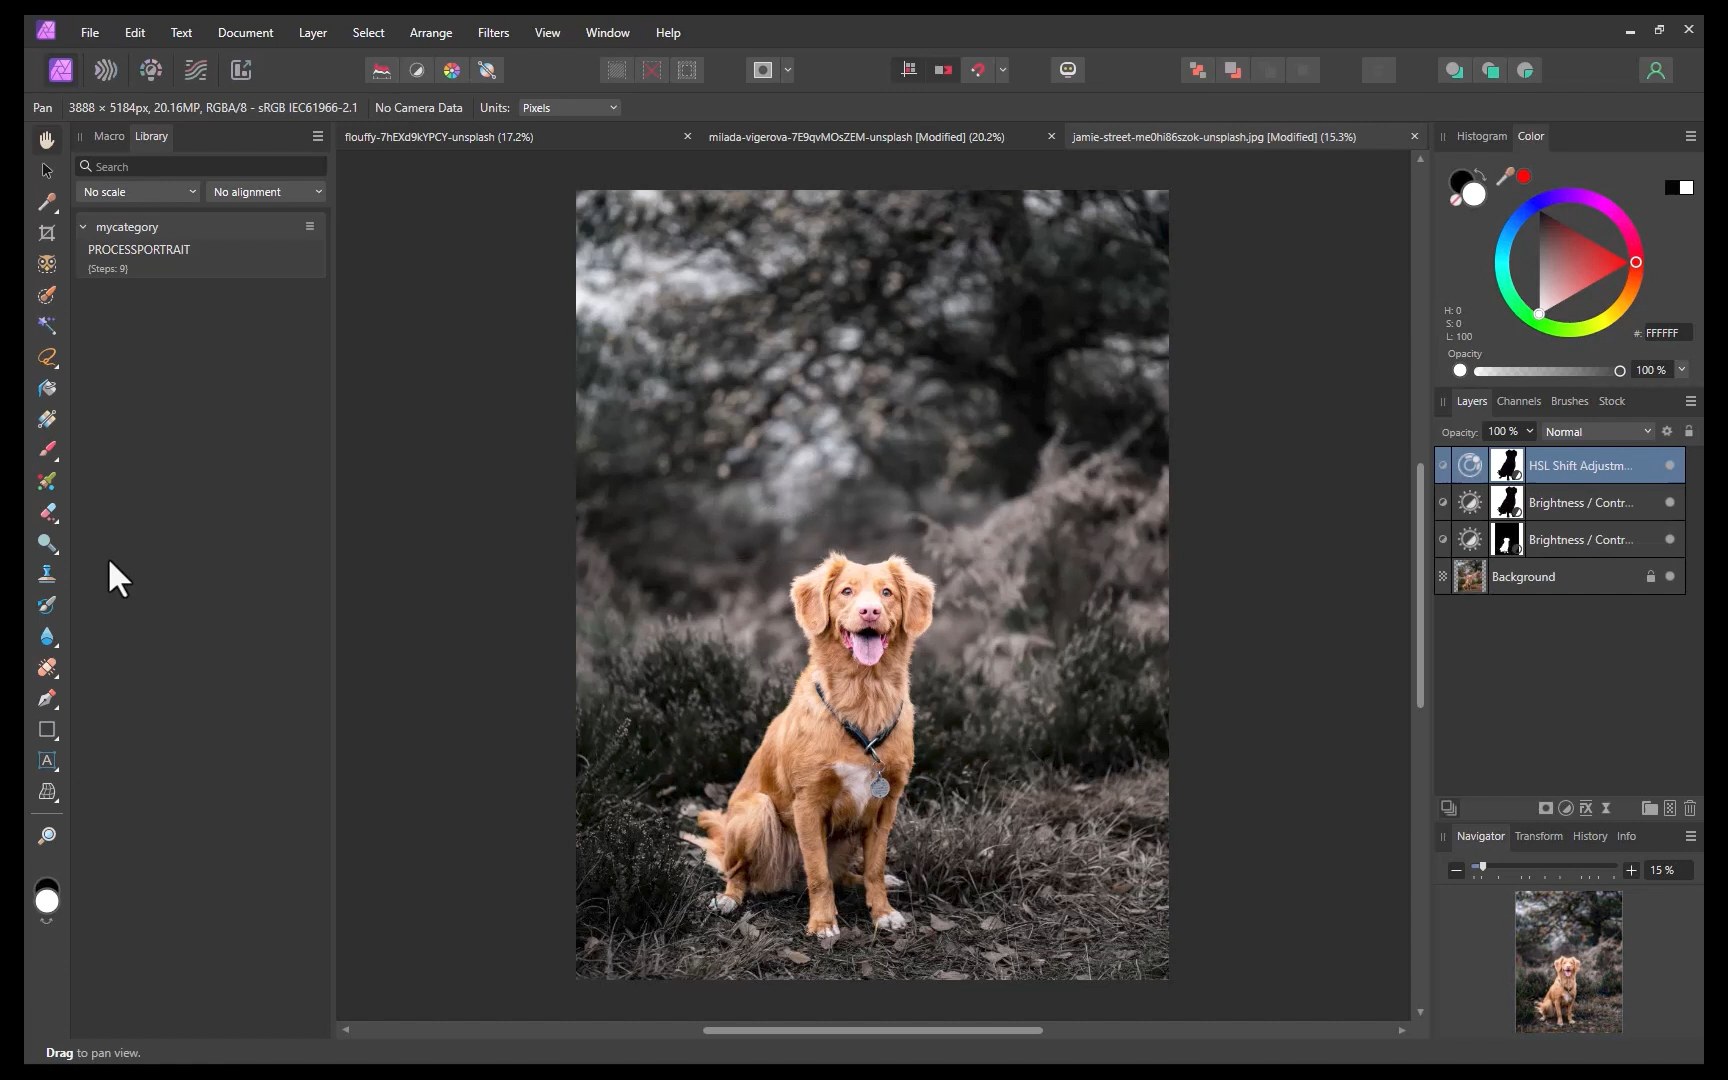 File Edit Text Document Layer Select Arrange Filters View Window Help
Pan 3888 × 5184px, 20.16MP, RGBA/8 - sRGB IEC61966-2.1 No Camera Data Units: Pixels
Macro Library
Search
No scale No alignment
mycategory
PROCESSPORTRAIT
{Steps: 9}
flouffy-7hEXd9kYPCY-unsplash (17.2%) milada-vigerova-7E9qvMOsZEM-unsplash [Modified] (20.2%) jamie-street-me0hi86szok-unsplash.jpg [Modified] (15.3%)
Histogram Color
H: 0
S: 0
L: 100
#: FFFFFF
Opacity
100 %
Layers Channels Brushes Stock
Opacity: 100 % Normal
HSL Shift Adjustm...
Brightness / Contr...
Brightness / Contr...
Background
Navigator Transform History Info
15 %
Drag to pan view.